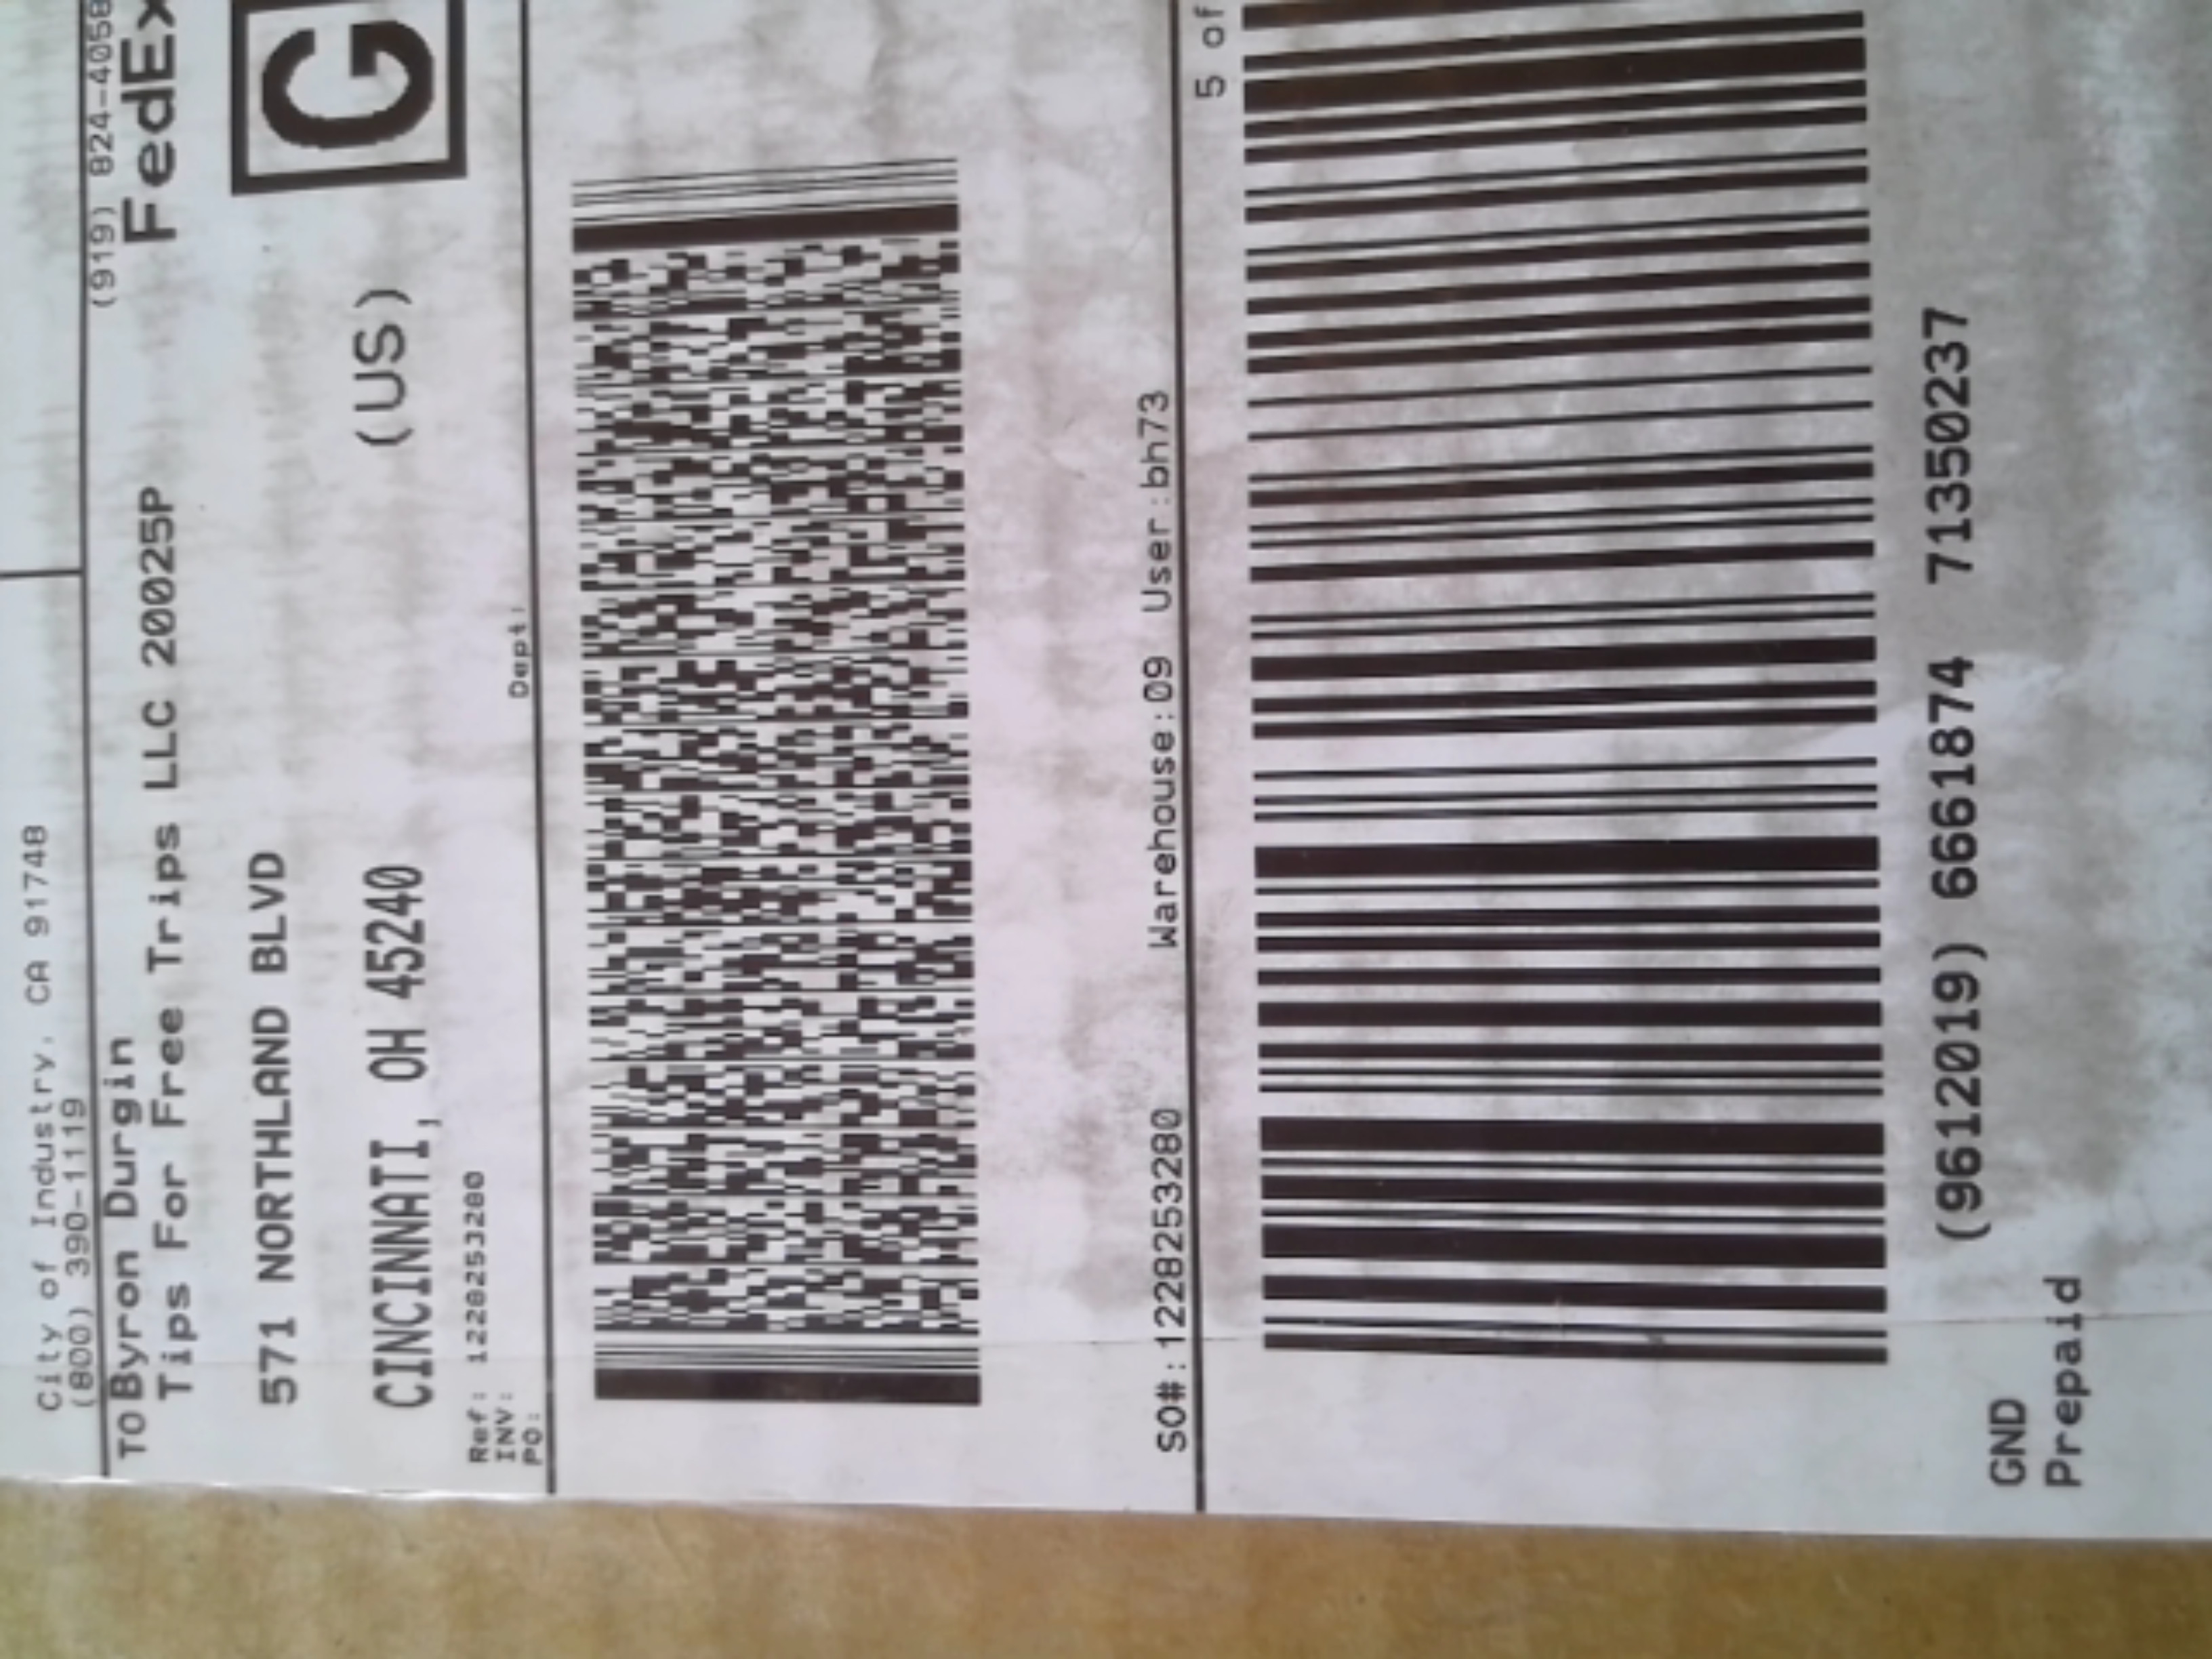 City of Industry, CA 91748
(800) 390-1119
TO Byron Durgin (919) 824-4058
Tips For Free Trips LLC 20025P FedEx
571 NORTHLAND BLVD
G
CINCINNATI, OH 45240 (US)
Ref: 1228253280
INV:
PO: Dept:
SO#:1228253280 Warehouse:09 User:bh73
5 of
(9612019) 6661874 71350237
GND
Prepaid